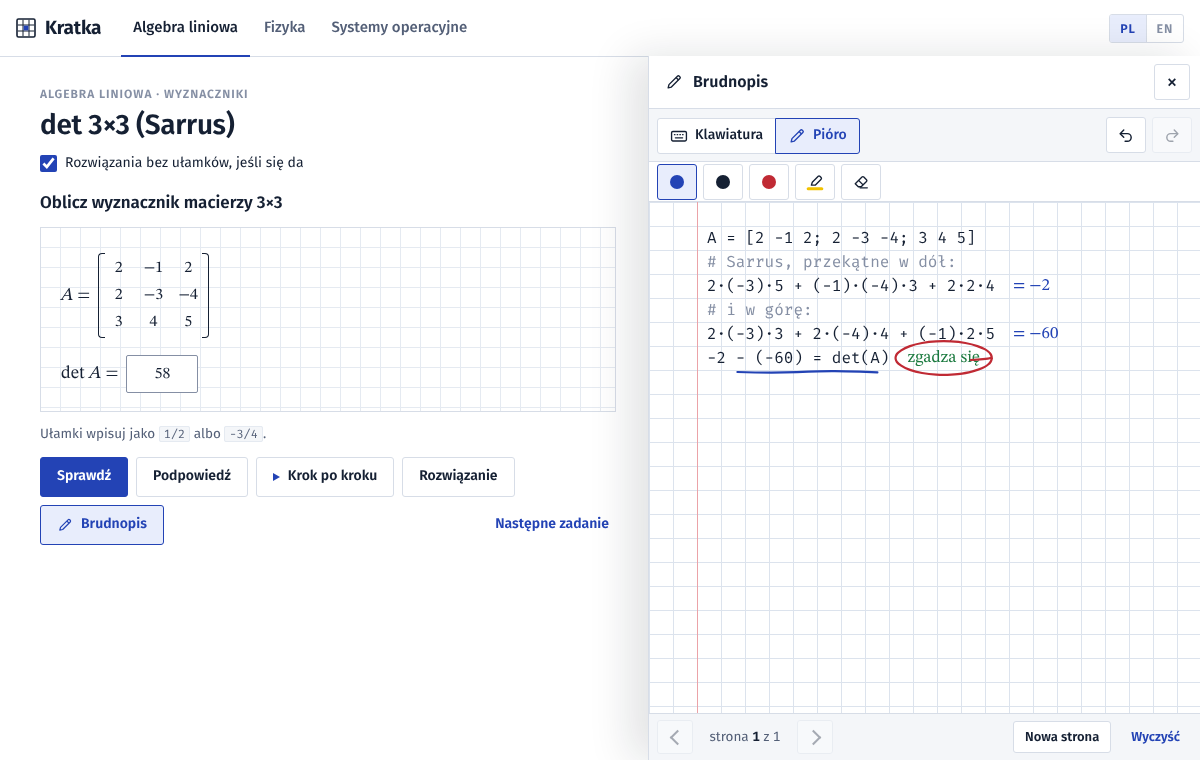 Kratka
Algebra liniowa
Fizyka
Systemy operacyjne
PL
EN
ALGEBRA LINIOWA · WYZNACZNIKI
det 3×3 (Sarrus)
Rozwiązania bez ułamków, jeśli się da
Oblicz wyznacznik macierzy 3×3
A =
2 −1 2
2 −3 −4
3 4 5
det A = 58
Ułamki wpisuj jako 1/2 albo -3/4.
Sprawdź
Podpowiedź
Krok po kroku
Rozwiązanie
Brudnopis
Następne zadanie
Brudnopis
×
Klawiatura
Pióro
A = [2 -1 2; 2 -3 -4; 3 4 5]
# Sarrus, przekątne w dół:
2·(-3)·5 + (-1)·(-4)·3 + 2·2·4 = −2
# i w górę:
2·(-3)·3 + 2·(-4)·4 + (-1)·2·5 = −60
-2 - (-60) = det(A) zgadza się
strona 1 z 1
Nowa strona
Wyczyść